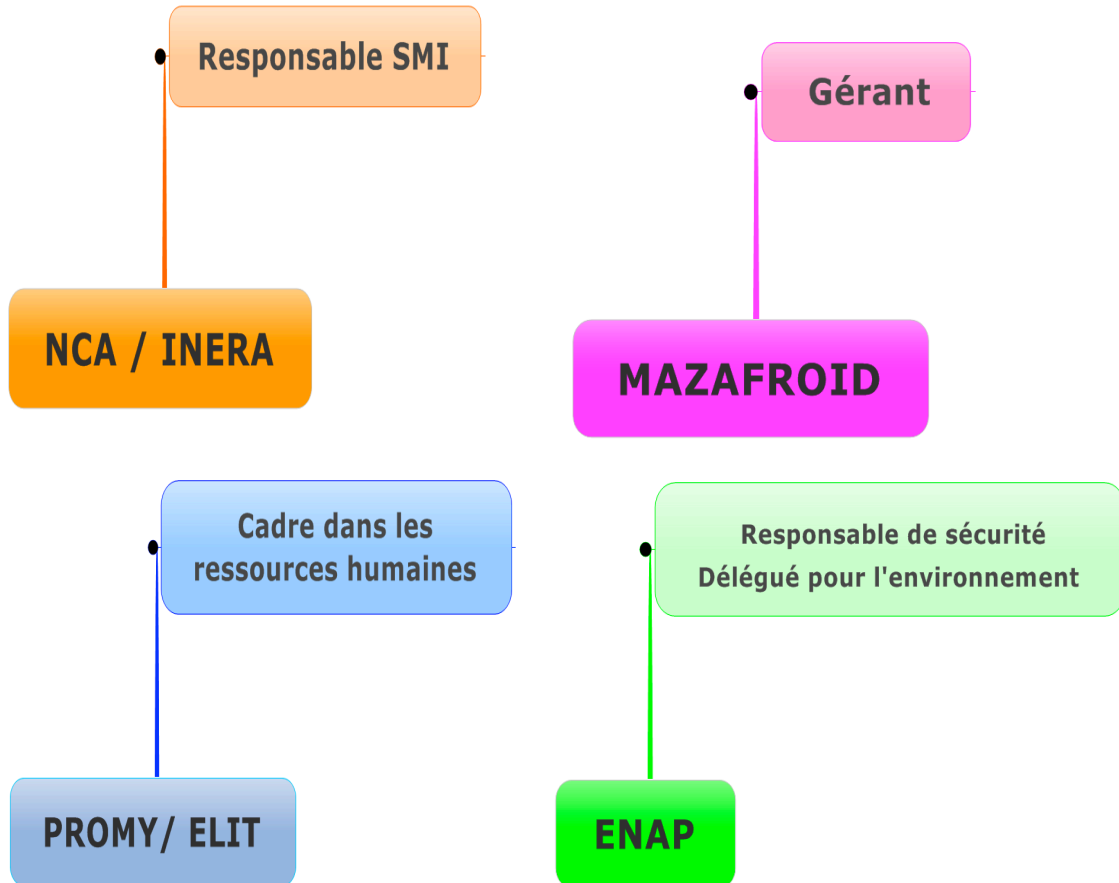 Responsable SMI
NCA / INERA
Gérant
MAZAFROID
Cadre dans les
ressources humaines
PROMY/ ELIT
Responsable de sécurité
Délégué pour l'environnement
ENAP